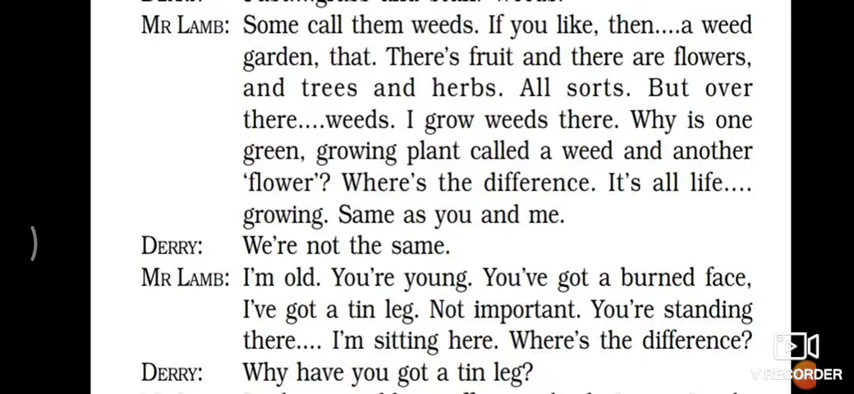 MR LAMB: Some call them weeds. If you like, then....a weed
garden, that. There's fruit and there are flowers,
and trees and herbs. All sorts. But over
there....weeds. I grow weeds there. Why is one
green, growing plant called a weed and another
'flower'? Where's the difference. It's all life....
growing. Same as you and me.
DERRY: We're not the same.
MR LAMB: I'm old. You're young. You've got a burned face,
I've got a tin leg. Not important. You're standing
there.... I'm sitting here. Where's the difference?
DERRY: Why have you got a tin leg?
V RECORDER